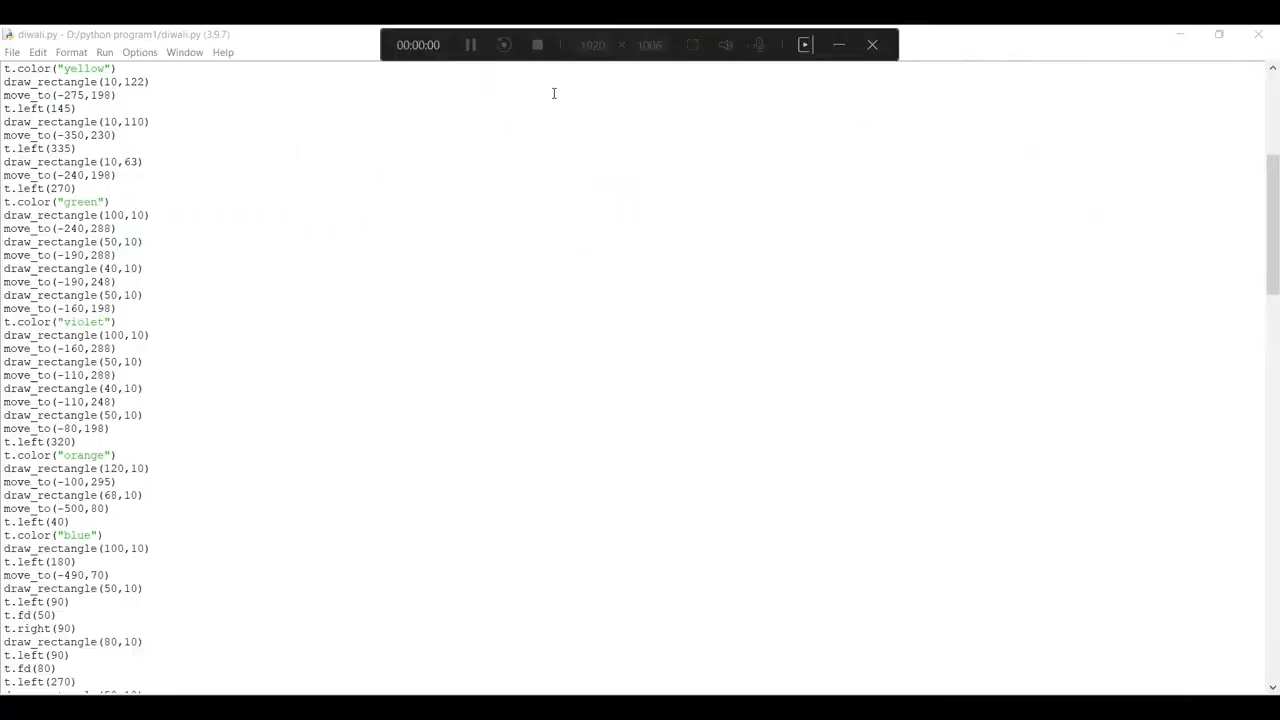 diwali.py - D:/python program1/diwali.py (3.9.7)
00:00:00 1920 × 1006
File Edit Format Run Options Window Help
t.color("yellow")
draw_rectangle(10,122)
move_to(-275,198)
t.left(145)
draw_rectangle(10,110)
move_to(-350,230)
t.left(335)
draw_rectangle(10,63)
move_to(-240,198)
t.left(270)
t.color("green")
draw_rectangle(100,10)
move_to(-240,288)
draw_rectangle(50,10)
move_to(-190,288)
draw_rectangle(40,10)
move_to(-190,248)
draw_rectangle(50,10)
move_to(-160,198)
t.color("violet")
draw_rectangle(100,10)
move_to(-160,288)
draw_rectangle(50,10)
move_to(-110,288)
draw_rectangle(40,10)
move_to(-110,248)
draw_rectangle(50,10)
move_to(-80,198)
t.left(320)
t.color("orange")
draw_rectangle(120,10)
move_to(-100,295)
draw_rectangle(68,10)
move_to(-500,80)
t.left(40)
t.color("blue")
draw_rectangle(100,10)
t.left(180)
move_to(-490,70)
draw_rectangle(50,10)
t.left(90)
t.fd(50)
t.right(90)
draw_rectangle(80,10)
t.left(90)
t.fd(80)
t.left(270)